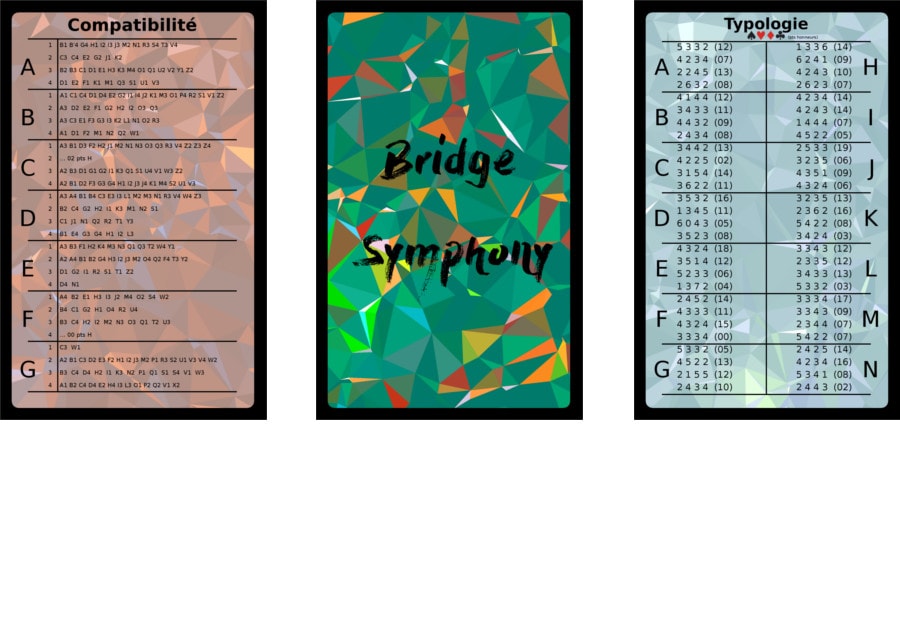 Compatibilité
A
1 B1 B4 G4 H1 I2 I3 J3 M2 N1 R3 S4 T3 V4
2 C3 C4 E2 G3 J1 K2
3 B2 B3 C1 D1 E1 H3 K3 M4 Q1 Q1 U2 V2 Y1 Z2
4 D1 E2 F1 K1 M1 Q3 S1 U1 V3
B
1 A1 C1 C4 D1 D4 E2 G2 I1 I4 J2 K1 M3 O1 P4 R2 S1 V1 Z2
2 A3 D2 E2 F1 G2 H2 I2 O3 Q3
3 A3 C3 E1 F3 G3 I3 K2 L1 N1 O2 R3
4 A1 D1 F2 M1 N2 Q2 W1
C
1 A3 B1 D3 F2 H2 J1 M2 N1 N3 O3 Q3 R3 V4 Z2 Z3 Z4
2 ... 02 pts H
3 A2 B3 D1 G1 G2 I1 K3 Q1 S1 U4 V1 W3 Z2
4 A2 B1 D2 F3 G3 G4 H1 I2 J3 J4 K1 M4 S2 U1 V3
D
1 A3 A4 B1 B4 C3 E3 I3 L1 M2 M3 N1 R3 V4 W4 Z3
2 B2 C4 G2 H2 I1 K3 M1 N2 S1
3 C1 J1 N1 Q2 R2 T1 Y3
4 B1 E4 G3 G4 H1 I2 L3
E
1 A3 B3 F1 H2 K4 M3 N3 Q1 Q3 T2 W4 Y1
2 A2 A4 B1 B2 G4 H3 I2 J3 M2 O4 Q2 F4 T3 Y2
3 D1 G2 I1 R2 S1 T1 Z2
4 D4 N1
F
1 A4 B2 E1 H3 I3 J2 M4 O2 S4 W2
2 B4 C1 G2 H1 O4 R2 U4
3 B3 C4 H2 I2 M2 N3 O3 Q1 T2 U3
4 ... 00 pts H
G
1 C3 W1
2 A2 B1 C3 D2 E3 F2 H1 I2 J3 M2 P1 R3 S2 U1 V3 V4 W2
3 B3 C4 D4 H2 I3 K3 N2 P1 Q1 S1 S4 V1 W3
4 A1 B2 C4 D4 E2 H4 I3 L3 O1 P2 Q2 V1 K2
Bridge
Symphony
Typologie
♠♥♦♣ (pts honneurs)
A
5 3 3 2 (12) 1 3 3 6 (14)
4 2 3 4 (07) 6 2 4 1 (09)
2 2 4 5 (13) 4 2 4 3 (10)
2 6 3 2 (08) 2 6 2 3 (07)
H
B
4 1 4 4 (12) 4 2 3 4 (14)
3 4 3 3 (11) 4 2 4 3 (14)
4 4 3 2 (09) 1 4 4 4 (07)
2 4 3 4 (08) 4 5 2 2 (05)
I
C
3 4 4 2 (13) 2 5 3 3 (19)
4 2 2 5 (02) 3 2 3 5 (06)
3 1 5 4 (14) 4 3 5 1 (09)
3 6 2 2 (11) 4 3 2 4 (06)
J
D
3 5 3 2 (16) 3 2 3 5 (13)
1 3 4 5 (11) 2 3 6 2 (16)
6 0 4 3 (05) 5 4 2 2 (08)
3 5 2 3 (08) 3 4 2 4 (03)
K
E
4 3 2 4 (18) 3 3 4 3 (12)
3 5 1 4 (12) 2 3 3 5 (12)
5 2 3 3 (06) 3 4 3 3 (13)
1 3 7 2 (04) 5 3 3 2 (03)
L
F
2 4 5 2 (14) 3 3 3 4 (17)
4 3 3 3 (11) 3 3 4 3 (09)
4 3 2 4 (15) 2 3 4 4 (07)
3 3 3 4 (00) 5 4 2 2 (07)
M
G
5 3 3 2 (05) 2 4 2 5 (14)
4 5 2 2 (13) 4 2 3 4 (16)
2 1 5 5 (12) 5 3 4 1 (08)
2 4 3 4 (10) 2 4 4 3 (02)
N